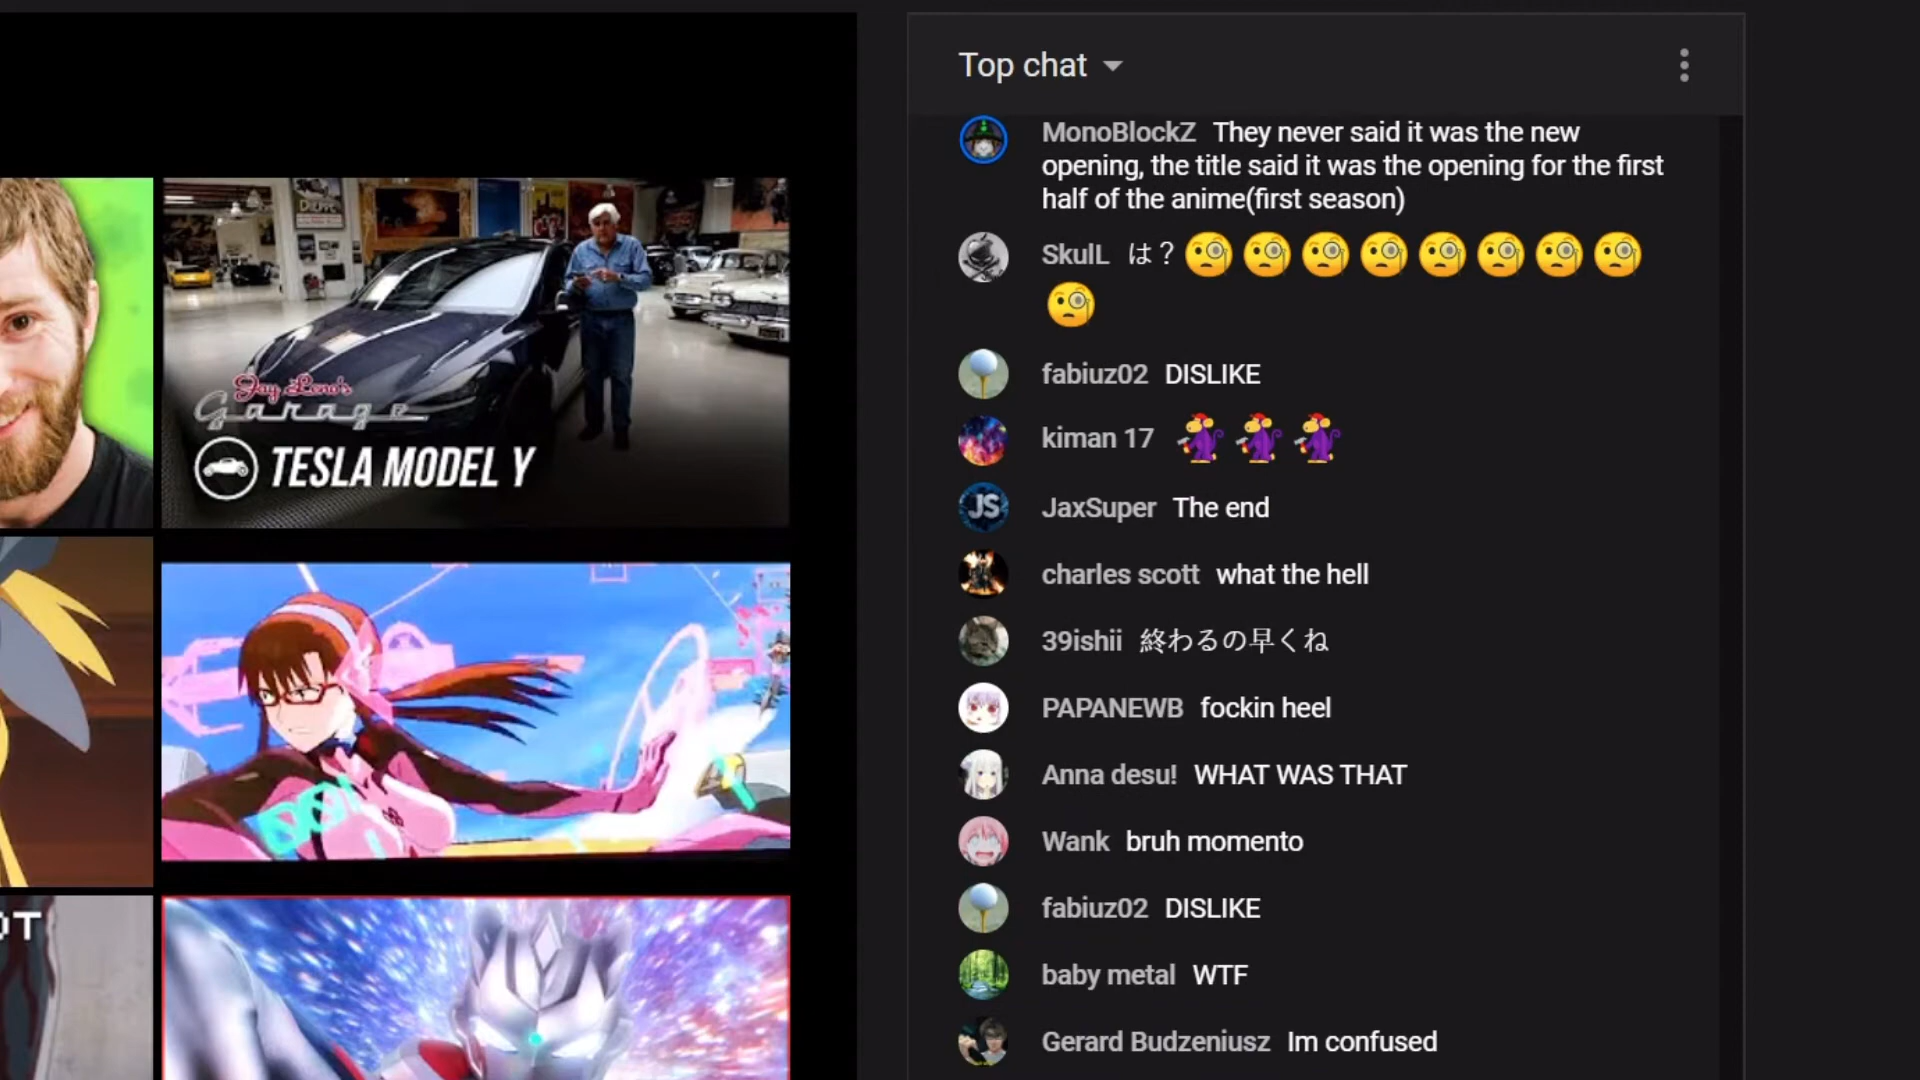 Top chat
MonoBlockZ They never said it was the new
opening, the title said it was the opening for the first
half of the anime(first season)
SkulL は？
fabiuz02 DISLIKE
kiman 17
JS
JaxSuper The end
charles scott what the hell
39ishii 終わるの早くね
PAPANEWB fockin heel
Anna desu! WHAT WAS THAT
Wank bruh momento
fabiuz02 DISLIKE
baby metal WTF
Gerard Budzeniusz Im confused
DIEPPE
Jay Leno's
Garage
TESLA MODEL Y
OT